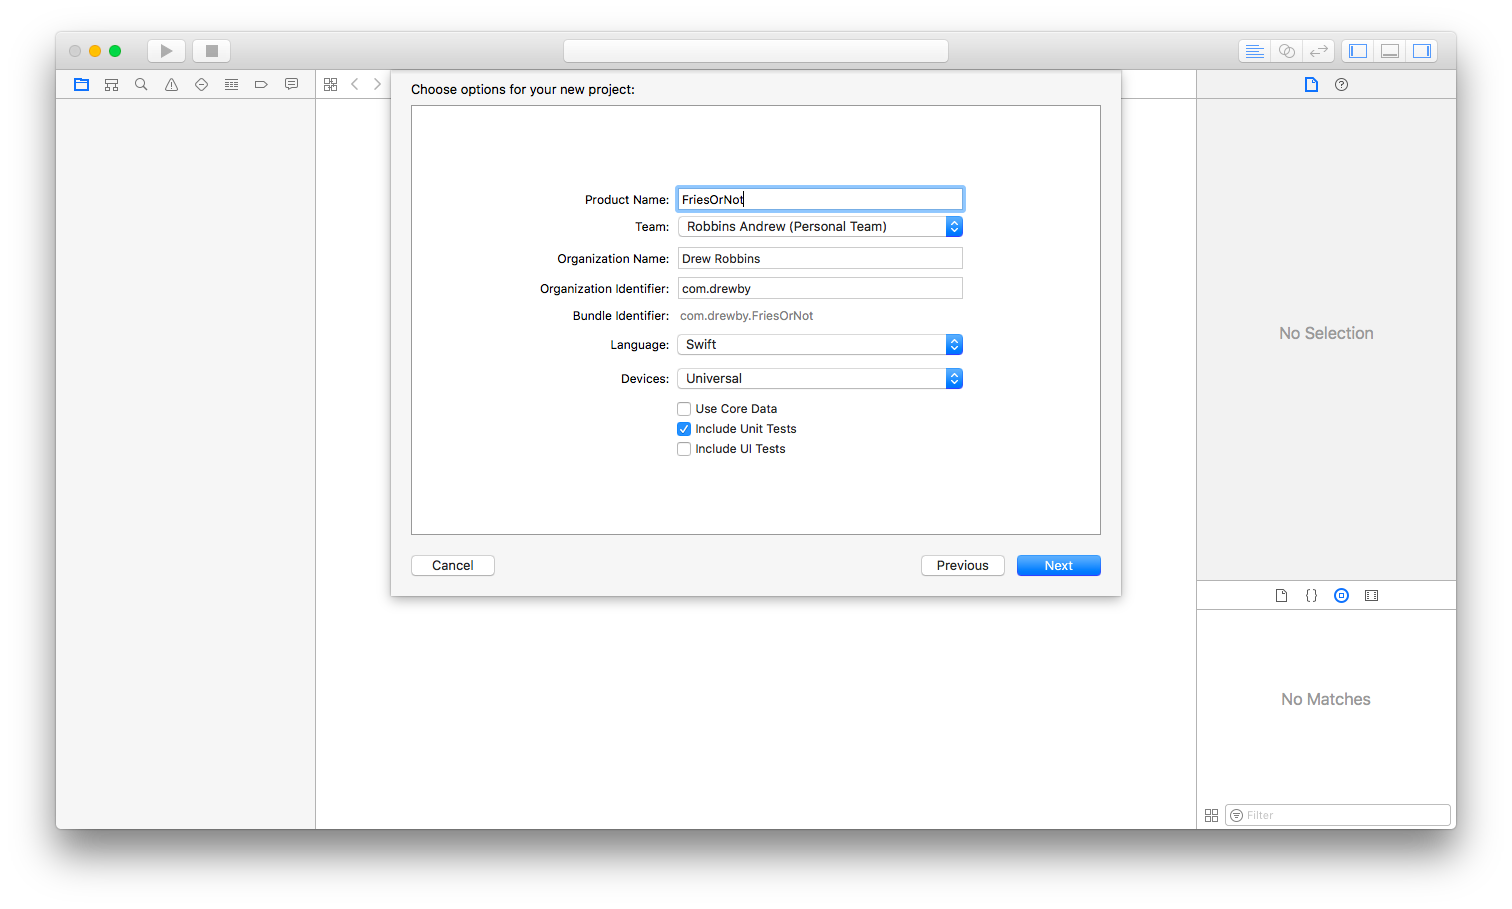 Choose options for your new project:
Product Name: FriesOrNot
Team: Robbins Andrew (Personal Team)
Organization Name: Drew Robbins
Organization Identifier: com.drewby
Bundle Identifier: com.drewby.FriesOrNot
Language: Swift
Devices: Universal
Use Core Data
Include Unit Tests
Include UI Tests
Cancel Previous Next
No Selection
No Matches
Filter